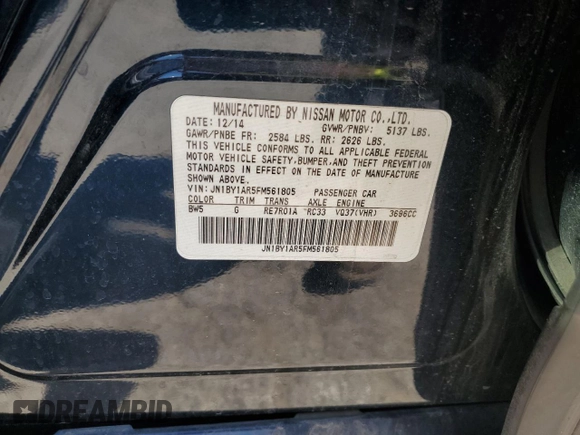 MANUFACTURED BY NISSAN MOTOR CO.,LTD.
DATE: 12/14 GVWR/PNBV: 5137 LBS.
GAWR/PNBE FR: 2584 LBS. RR: 2626 LBS.
THIS VEHICLE CONFORMS TO ALL APPLICABLE FEDERAL
MOTOR VEHICLE SAFETY,BUMPER,AND THEFT PREVENTION
STANDARDS IN EFFECT ON THE DATE OF MANUFACTURE
SHOWN ABOVE.
VIN:JN1BY1AR5FM561805 PASSENGER CAR
COLOR TRIM TRANS AXLE ENGINE
BW5 G RE7R01A RC33 VQ37(VHR) 3696CC
JN1BY1AR5FM561805
DREAMBID